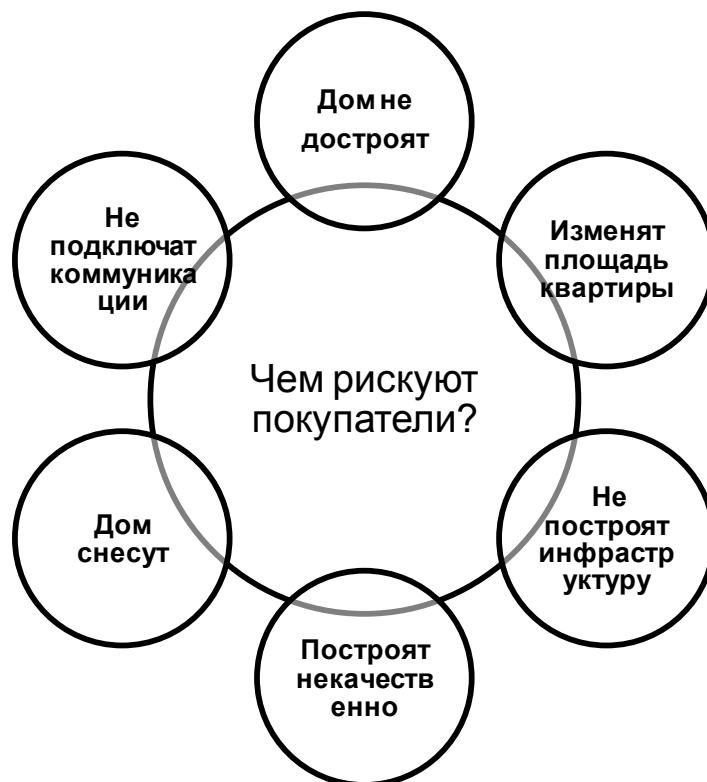 Дом не
достроят
Не
подключат
коммуника
ции
Изменят
площадь
квартиры
Чем рискуют
покупатели?
Дом
снесут
Не
построят
инфрастр
уктуру
Построят
некачеств
енно